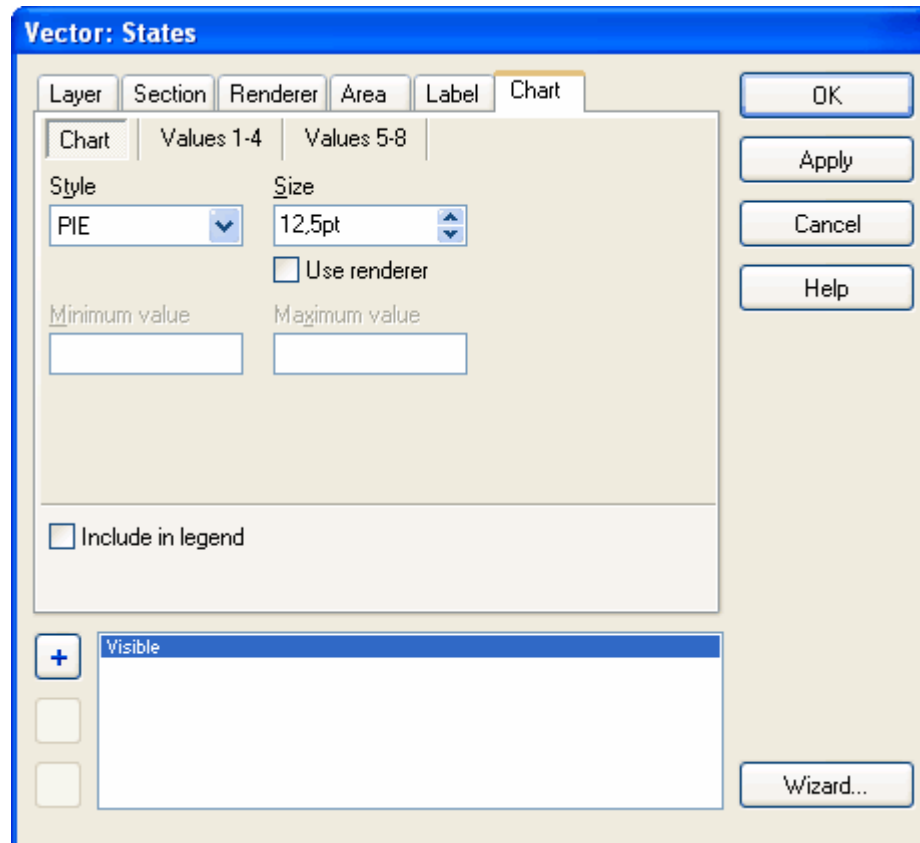 Vector: States
Layer Section Renderer Area Label Chart
OK
Chart Values 1-4 Values 5-8
Apply
Style Size
PIE 12,5pt
Cancel
Use renderer
Help
Minimum value Maximum value
Include in legend
+ Visible
Wizard...